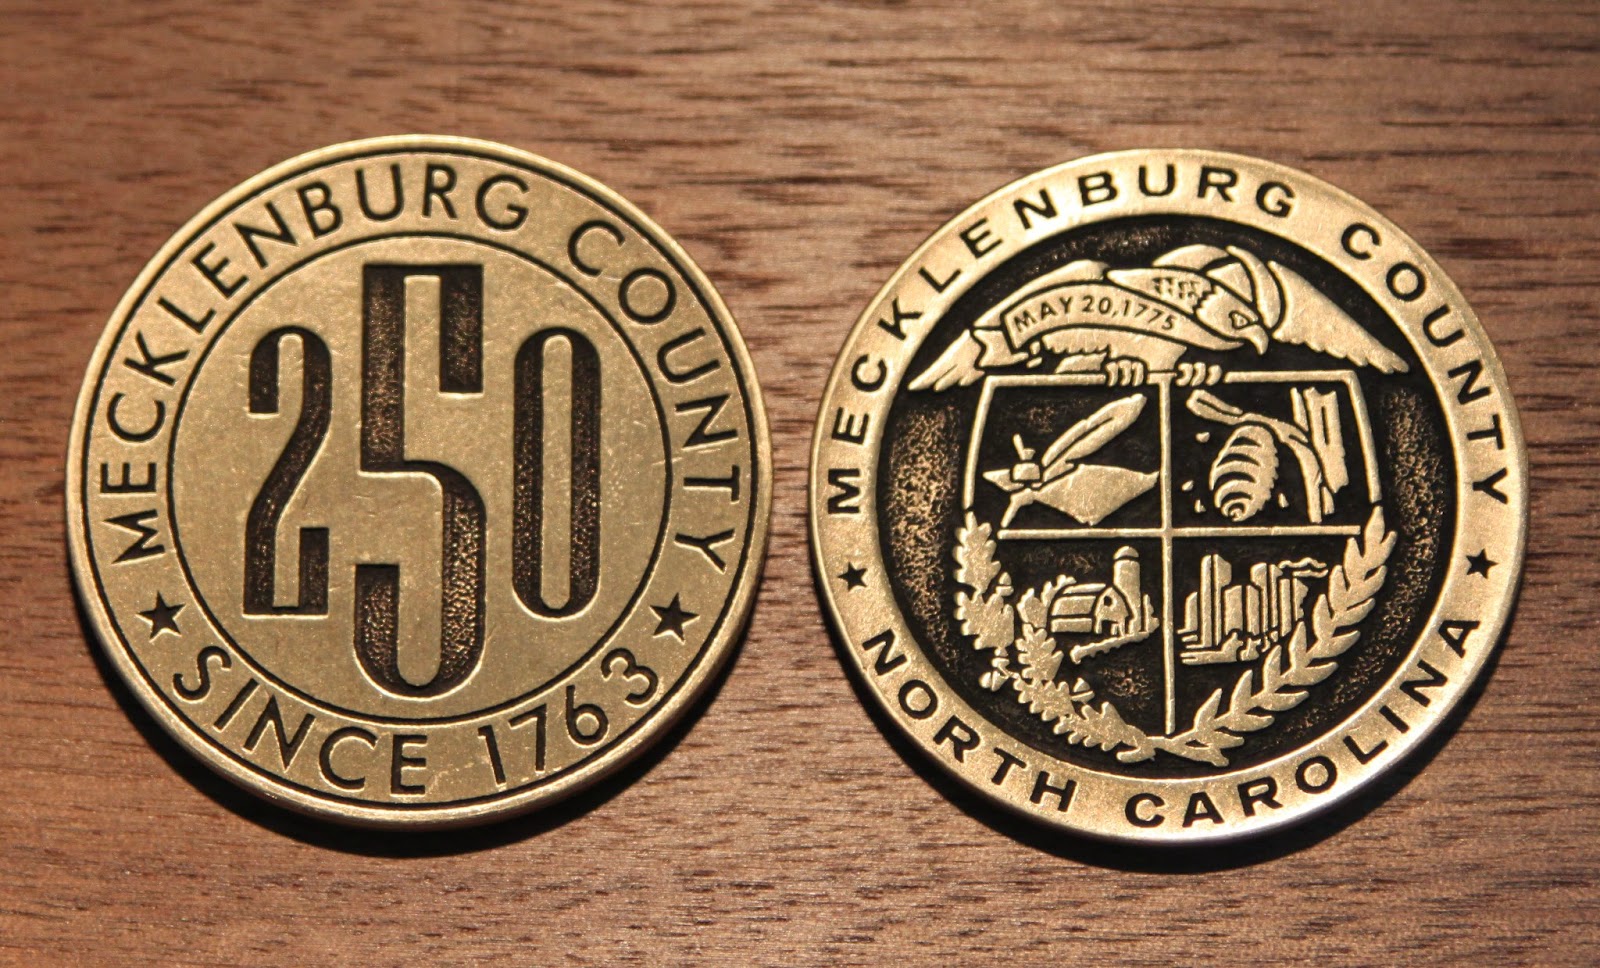 MECKLENBURG COUNTY
250
★ SINCE 1763 ★
MECKLENBURG COUNTY
MAY 20, 1775
★ NORTH CAROLINA ★